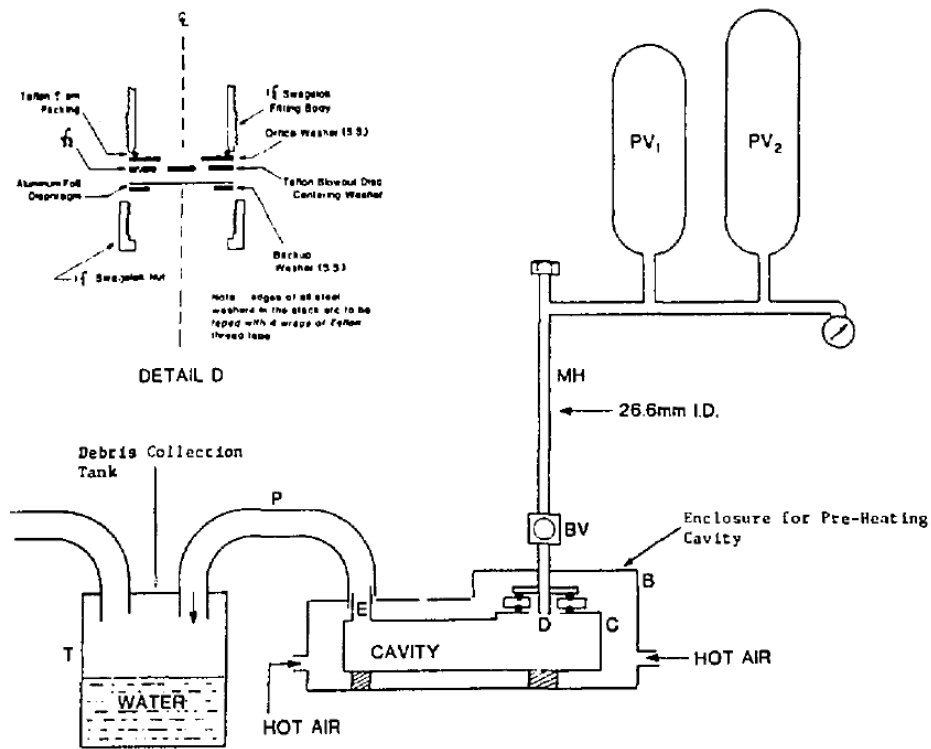 ℄
Teflon
Packing
Swagelok
Fitting Body
Orifice Washer (S.S.)
Aluminum Foil
Diaphragm
Teflon Blowout Disc
Centering Washer
Backup
Washer (S.S.)
Swagelok Nut
Note: edges of all steel
washers in the stack are to be
taped with 4 wraps of Teflon
thread tape
DETAIL D
PV₁
PV₂
MH
26.6mm I.D.
Debris Collection
Tank
P
BV
Enclosure for Pre-Heating
Cavity
B
E
D
C
T
CAVITY
HOT AIR
WATER
HOT AIR